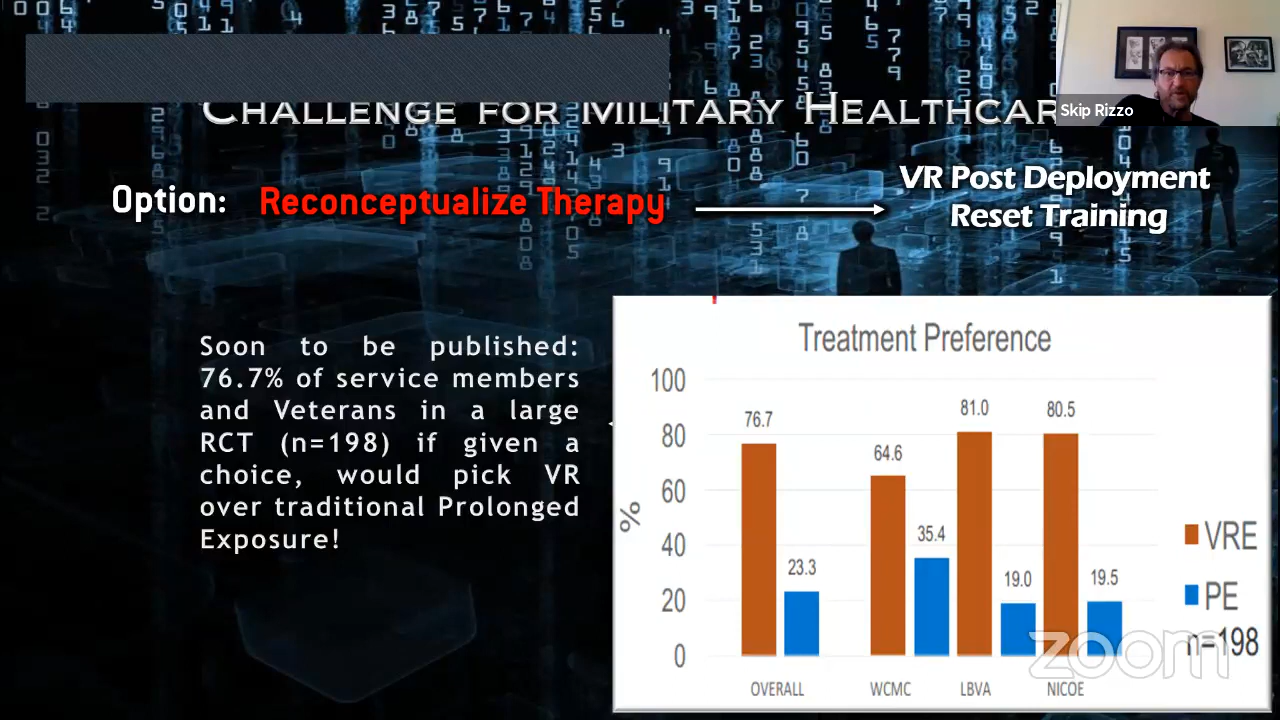 CHALLENGE FOR MILITARY HEALTHCAR
Skip Rizzo
Option: Reconceptualize Therapy
VR Post Deployment
Reset Training
Soon to be published:
76.7% of service members
and Veterans in a large
RCT (n=198) if given a
choice, would pick VR
over traditional Prolonged
Exposure!
Treatment Preference
%
100
80
60
40
20
0
76.7
23.3
64.6
35.4
81.0
19.0
80.5
19.5
OVERALL
WCMC
LBVA
NICOE
VRE
PE
n=198
zoom